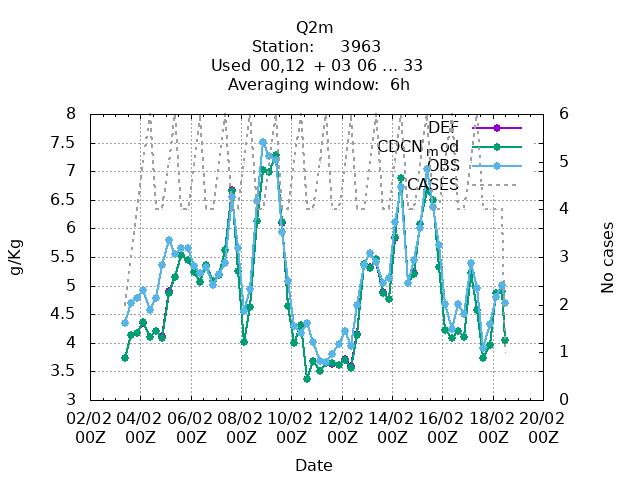 Q2m
Station: 3963
Used 00,12 + 03 06 ... 33
Averaging window: 6h
DEF
CDCN_mod
OBS
CASES
g/Kg
8
7.5
7
6.5
6
5.5
5
4.5
4
3.5
3
No cases
6
5
4
3
2
1
0
02/02 04/02 06/02 08/02 10/02 12/02 14/02 16/02 18/02 20/02
00Z 00Z 00Z 00Z 00Z 00Z 00Z 00Z 00Z 00Z
Date